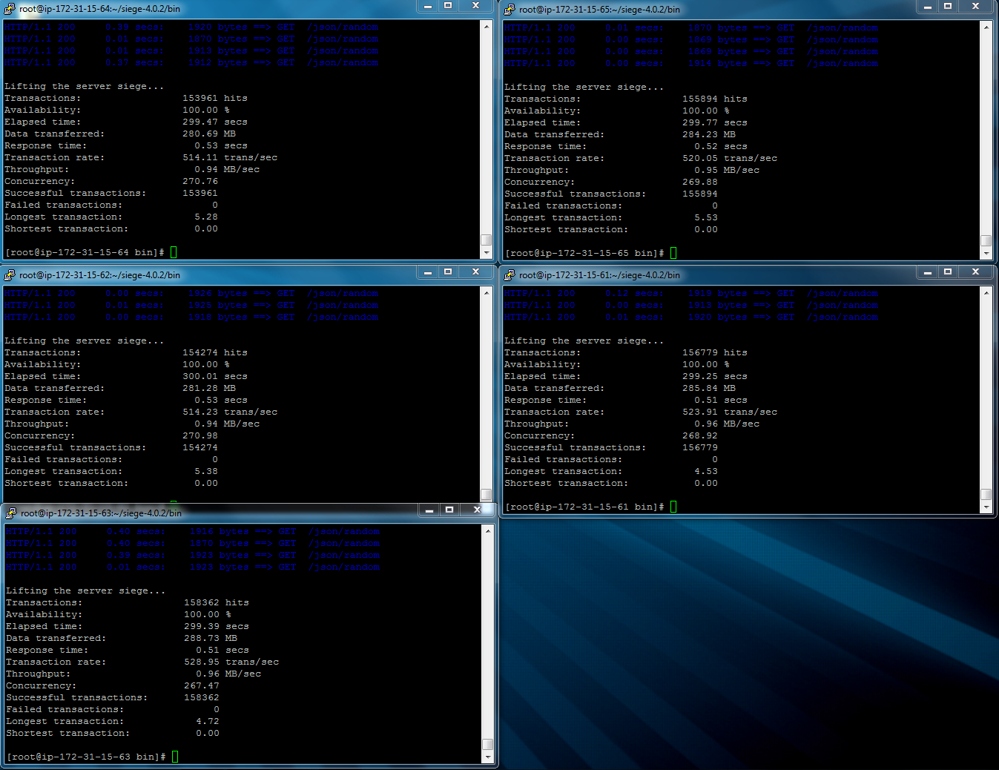 root@ip-172-31-15-64:~/siege-4.0.2/bin
HTTP/1.1 200 0.39 secs: 1920 bytes ==> GET /json/random
HTTP/1.1 200 0.01 secs: 1870 bytes ==> GET /json/random
HTTP/1.1 200 0.01 secs: 1913 bytes ==> GET /json/random
HTTP/1.1 200 0.37 secs: 1912 bytes ==> GET /json/random
Lifting the server siege...
Transactions: 153961 hits
Availability: 100.00 %
Elapsed time: 299.47 secs
Data transferred: 280.69 MB
Response time: 0.53 secs
Transaction rate: 514.11 trans/sec
Throughput: 0.94 MB/sec
Concurrency: 270.76
Successful transactions: 153961
Failed transactions: 0
Longest transaction: 5.28
Shortest transaction: 0.00
[root@ip-172-31-15-64 bin]#
root@ip-172-31-15-65:~/siege-4.0.2/bin
HTTP/1.1 200 0.01 secs: 1870 bytes ==> GET /json/random
HTTP/1.1 200 0.00 secs: 1869 bytes ==> GET /json/random
HTTP/1.1 200 0.00 secs: 1869 bytes ==> GET /json/random
HTTP/1.1 200 0.00 secs: 1914 bytes ==> GET /json/random
Lifting the server siege...
Transactions: 155894 hits
Availability: 100.00 %
Elapsed time: 299.77 secs
Data transferred: 284.23 MB
Response time: 0.52 secs
Transaction rate: 520.05 trans/sec
Throughput: 0.95 MB/sec
Concurrency: 269.88
Successful transactions: 155894
Failed transactions: 0
Longest transaction: 5.53
Shortest transaction: 0.00
[root@ip-172-31-15-65 bin]#
root@ip-172-31-15-62:~/siege-4.0.2/bin
HTTP/1.1 200 0.00 secs: 1926 bytes ==> GET /json/random
HTTP/1.1 200 0.01 secs: 1925 bytes ==> GET /json/random
HTTP/1.1 200 0.00 secs: 1918 bytes ==> GET /json/random
Lifting the server siege...
Transactions: 154274 hits
Availability: 100.00 %
Elapsed time: 300.01 secs
Data transferred: 281.28 MB
Response time: 0.53 secs
Transaction rate: 514.23 trans/sec
Throughput: 0.94 MB/sec
Concurrency: 270.98
Successful transactions: 154274
Failed transactions: 0
Longest transaction: 5.38
Shortest transaction: 0.00
root@ip-172-31-15-61:~/siege-4.0.2/bin
HTTP/1.1 200 0.12 secs: 1919 bytes ==> GET /json/random
HTTP/1.1 200 0.00 secs: 1913 bytes ==> GET /json/random
HTTP/1.1 200 0.01 secs: 1920 bytes ==> GET /json/random
Lifting the server siege...
Transactions: 156779 hits
Availability: 100.00 %
Elapsed time: 299.25 secs
Data transferred: 285.84 MB
Response time: 0.51 secs
Transaction rate: 523.91 trans/sec
Throughput: 0.96 MB/sec
Concurrency: 268.92
Successful transactions: 156779
Failed transactions: 0
Longest transaction: 4.53
Shortest transaction: 0.00
[root@ip-172-31-15-61 bin]#
root@ip-172-31-15-63:~/siege-4.0.2/bin
HTTP/1.1 200 0.40 secs: 1916 bytes ==> GET /json/random
HTTP/1.1 200 0.40 secs: 1870 bytes ==> GET /json/random
HTTP/1.1 200 0.39 secs: 1923 bytes ==> GET /json/random
HTTP/1.1 200 0.01 secs: 1923 bytes ==> GET /json/random
Lifting the server siege...
Transactions: 158362 hits
Availability: 100.00 %
Elapsed time: 299.39 secs
Data transferred: 288.73 MB
Response time: 0.51 secs
Transaction rate: 528.95 trans/sec
Throughput: 0.96 MB/sec
Concurrency: 267.47
Successful transactions: 158362
Failed transactions: 0
Longest transaction: 4.72
Shortest transaction: 0.00
[root@ip-172-31-15-63 bin]#